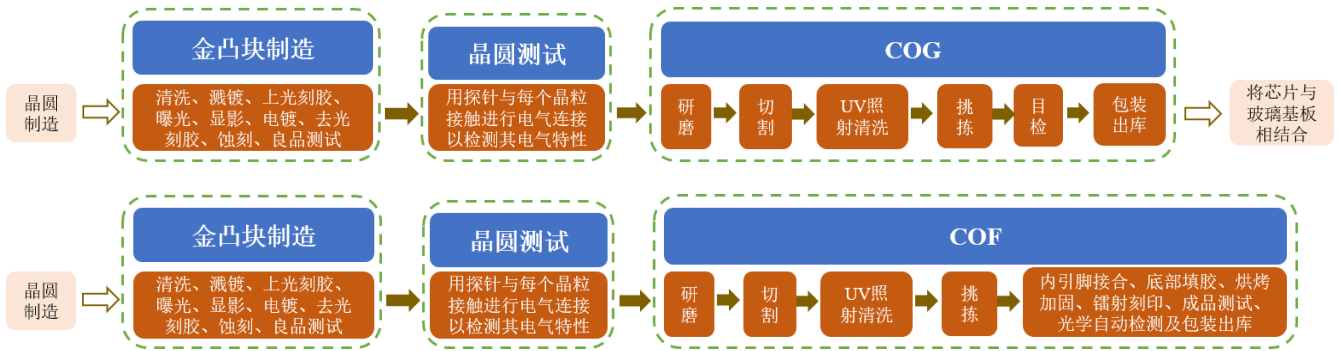 晶圆
制造
金凸块制造
清洗、溅镀、上光刻胶、
曝光、显影、电镀、去光
刻胶、蚀刻、良品测试
晶圆测试
用探针与每个晶粒
接触进行电气连接
以检测其电气特性
COG
研
磨
切
割
UV照
射清洗
挑
拣
目
检
包装
出库
将芯片与
玻璃基板
相结合
晶圆
制造
金凸块制造
清洗、溅镀、上光刻胶、
曝光、显影、电镀、去光
刻胶、蚀刻、良品测试
晶圆测试
用探针与每个晶粒
接触进行电气连接
以检测其电气特性
COF
研
磨
切
割
UV照
射清洗
挑
拣
内引脚接合、底部填胶、烘烤
加固、镭射刻印、成品测试、
光学自动检测及包装出库